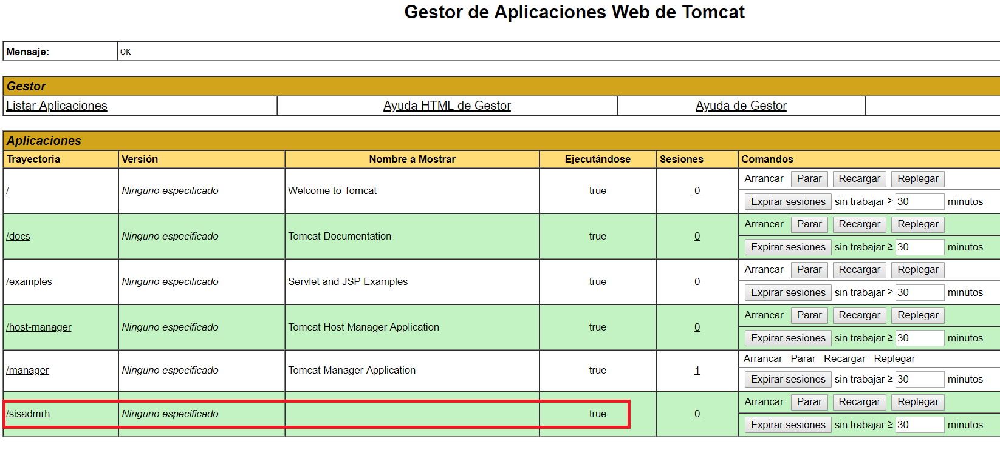 Gestor de Aplicaciones Web de Tomcat
Mensaje: OK
Gestor
Listar Aplicaciones Ayuda HTML de Gestor Ayuda de Gestor
Aplicaciones
Trayectoria Versión Nombre a Mostrar Ejecutándose Sesiones Comandos
/ Ninguno especificado Welcome to Tomcat true 0 Arrancar Parar Recargar Replegar
Expirar sesiones sin trabajar ≥ 30 minutos
/docs Ninguno especificado Tomcat Documentation true 0 Arrancar Parar Recargar Replegar
Expirar sesiones sin trabajar ≥ 30 minutos
/examples Ninguno especificado Servlet and JSP Examples true 0 Arrancar Parar Recargar Replegar
Expirar sesiones sin trabajar ≥ 30 minutos
/host-manager Ninguno especificado Tomcat Host Manager Application true 0 Arrancar Parar Recargar Replegar
Expirar sesiones sin trabajar ≥ 30 minutos
/manager Ninguno especificado Tomcat Manager Application true 1 Arrancar Parar Recargar Replegar
Expirar sesiones sin trabajar ≥ 30 minutos
/sisadmrh Ninguno especificado true 0 Arrancar Parar Recargar Replegar
Expirar sesiones sin trabajar ≥ 30 minutos